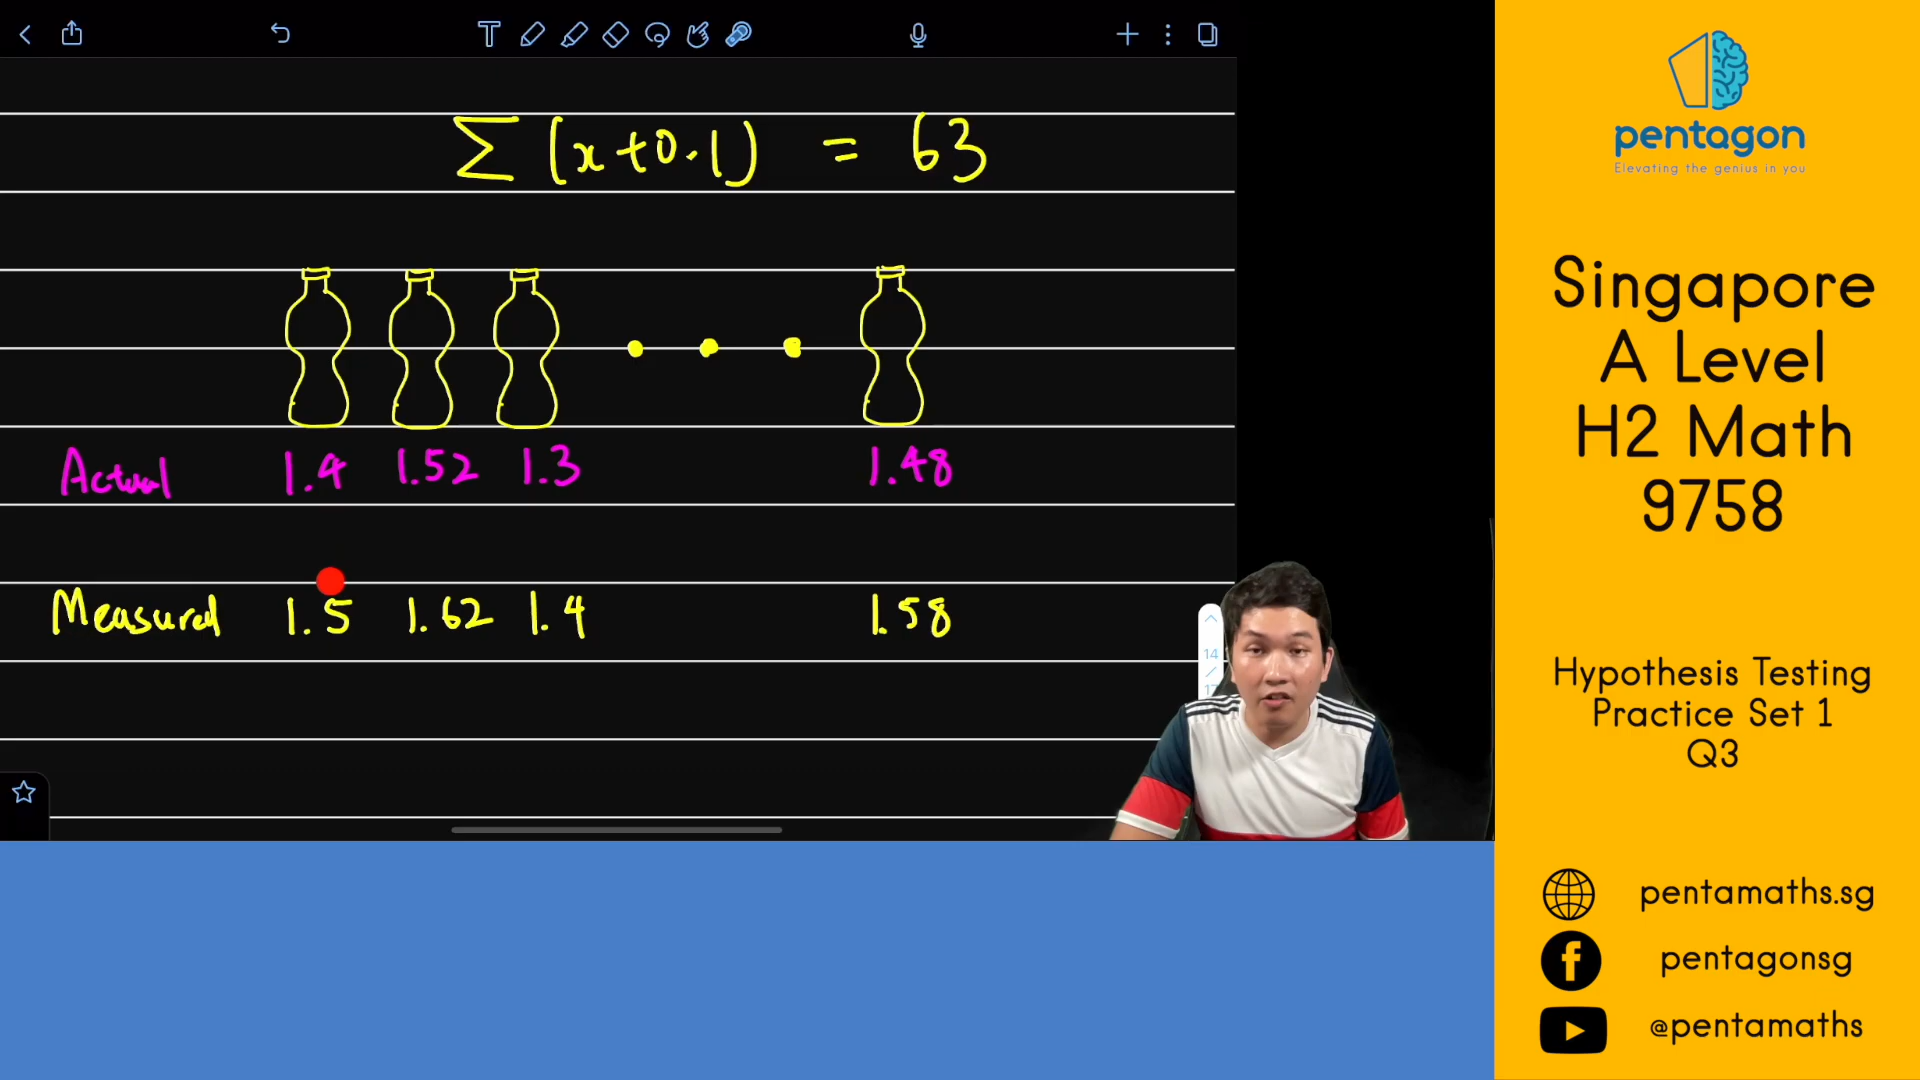 ∑ (x+0.1) = 63
Actual 1.4 1.52 1.3 1.48
Measured 1.5 1.62 1.4 1.58
14
/
pentagon
Elevating the genius in you
Singapore
A Level
H2 Math
9758
Hypothesis Testing
Practice Set 1
Q3
pentamaths.sg
pentagonsg
@pentamaths